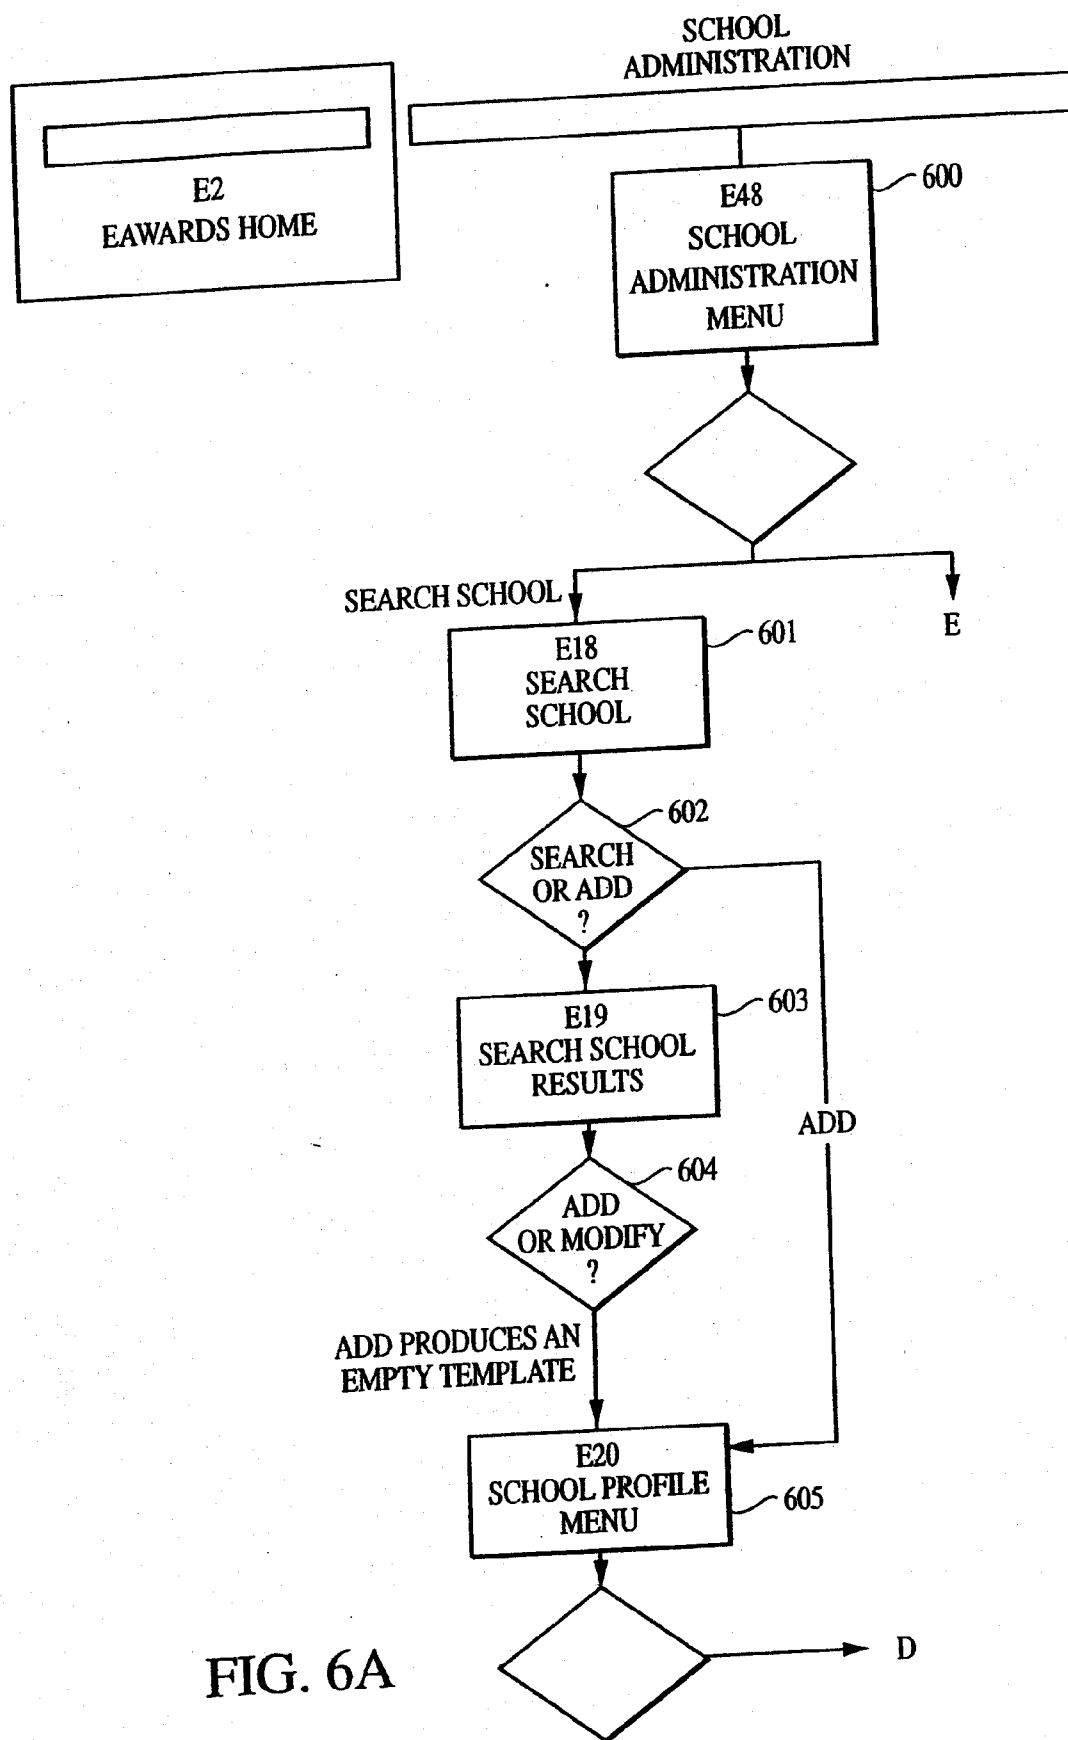 SCHOOL
ADMINISTRATION
E2
EAWARDS HOME
E48
SCHOOL
ADMINISTRATION
MENU
600
SEARCH SCHOOL
E
E18
SEARCH
SCHOOL
601
602
SEARCH
OR ADD
?
E19
SEARCH SCHOOL
RESULTS
603
ADD
604
ADD
OR MODIFY
?
ADD PRODUCES AN
EMPTY TEMPLATE
E20
SCHOOL PROFILE
MENU
605
D
FIG. 6A